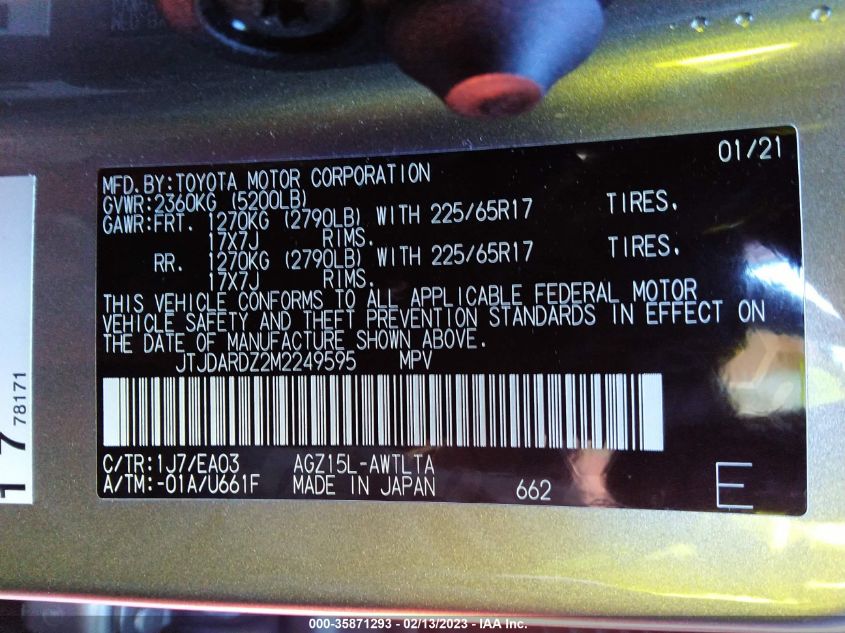 01/21
MFD.BY:TOYOTA MOTOR CORPORATION
GVWR:2360KG (5200LB)
GAWR:FRT. 1270KG (2790LB) WITH 225/65R17 TIRES.
17X7J RIMS.
RR. 1270KG (2790LB) WITH 225/65R17 TIRES.
17X7J RIMS.
THIS VEHICLE CONFORMS TO ALL APPLICABLE FEDERAL MOTOR
VEHICLE SAFETY AND THEFT PREVENTION STANDARDS IN EFFECT ON
THE DATE OF MANUFACTURE SHOWN ABOVE.
JTJDARDZ2M2249595 MPV
C/TR:1J7/EA03 AGZ15L-AWTLTA
A/TM:-01A/U661F MADE IN JAPAN 662 E
78171
000-35871293 - 02/13/2023 - IAA Inc.